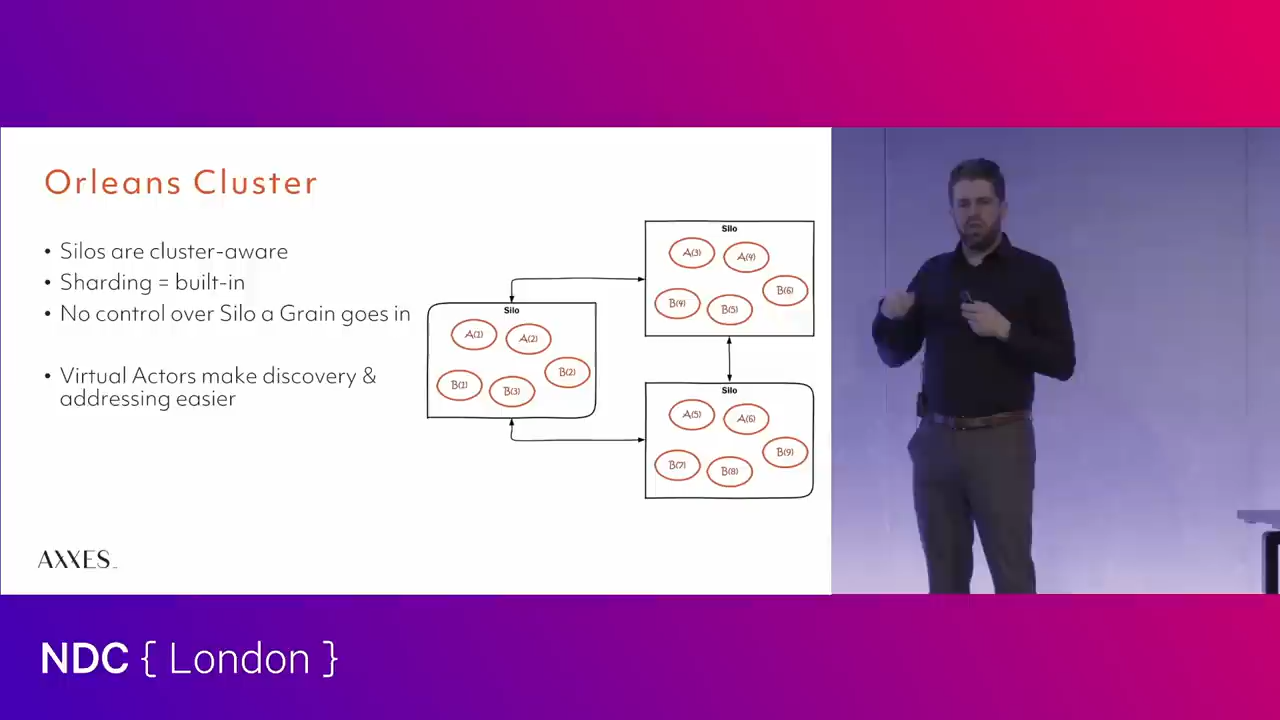 Orleans Cluster
• Silos are cluster-aware
• Sharding = built-in
• No control over Silo a Grain goes in
• Virtual Actors make discovery &
addressing easier
Silo
A(1)
A(2)
B(1)
B(3)
B(2)
Silo
A(3)
A(4)
B(4)
B(5)
B(6)
Silo
A(5)
A(6)
B(7)
B(8)
B(9)
AXXES_
NDC { London }